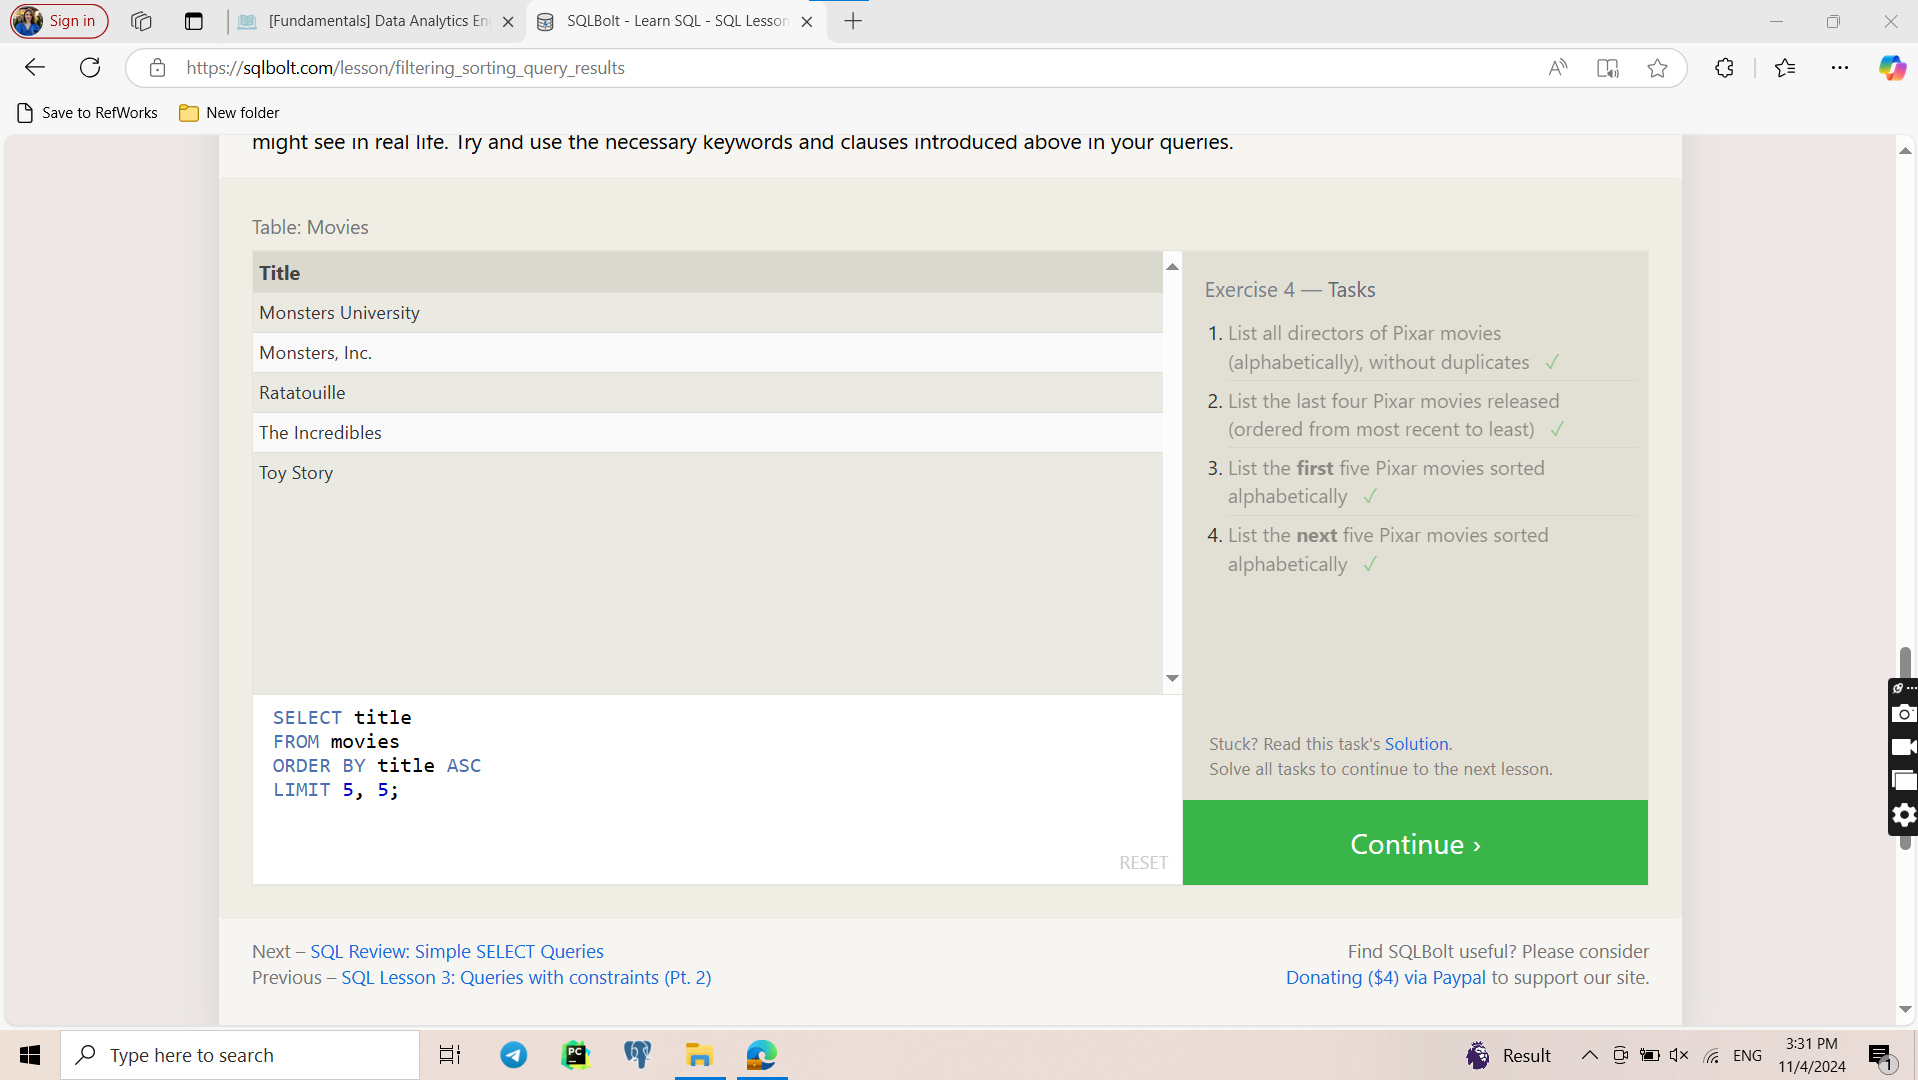 Sign in
[Fundamentals] Data Analytics En
SQLBolt - Learn SQL - SQL Lesson
https://sqlbolt.com/lesson/filtering_sorting_query_results
Save to RefWorks
New folder
might see in real life. Try and use the necessary keywords and clauses introduced above in your queries.
Table: Movies
Title
Monsters University
Monsters, Inc.
Ratatouille
The Incredibles
Toy Story
SELECT title
FROM movies
ORDER BY title ASC
LIMIT 5, 5;
RESET
Exercise 4 — Tasks
1. List all directors of Pixar movies
(alphabetically), without duplicates ✓
2. List the last four Pixar movies released
(ordered from most recent to least) ✓
3. List the first five Pixar movies sorted
alphabetically ✓
4. List the next five Pixar movies sorted
alphabetically ✓
Stuck? Read this task's Solution.
Solve all tasks to continue to the next lesson.
Continue ›
Next – SQL Review: Simple SELECT Queries
Previous – SQL Lesson 3: Queries with constraints (Pt. 2)
Find SQLBolt useful? Please consider
Donating ($4) via Paypal to support our site.
Type here to search
PC
Result
ENG
3:31 PM
11/4/2024
1